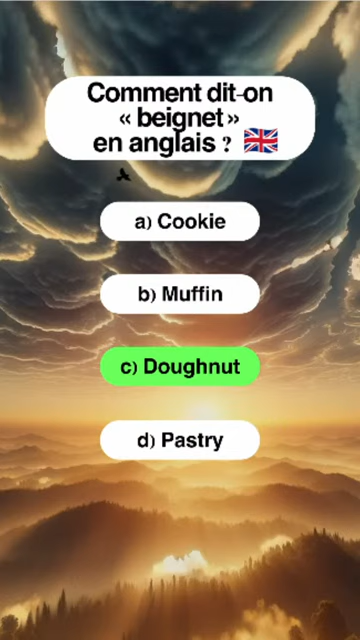 Comment dit-on
« beignet »
en anglais ? 🇬🇧
a) Cookie
b) Muffin
c) Doughnut
d) Pastry